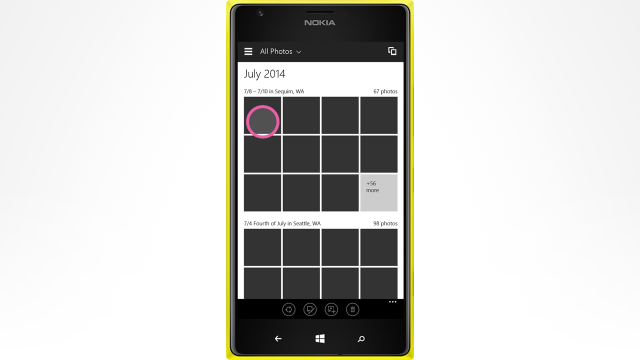 NOKIA
All Photos
July 2014
7/8 – 7/10 in Sequim, WA 67 photos
+56
more
7/4 Fourth of July in Seattle, WA 98 photos